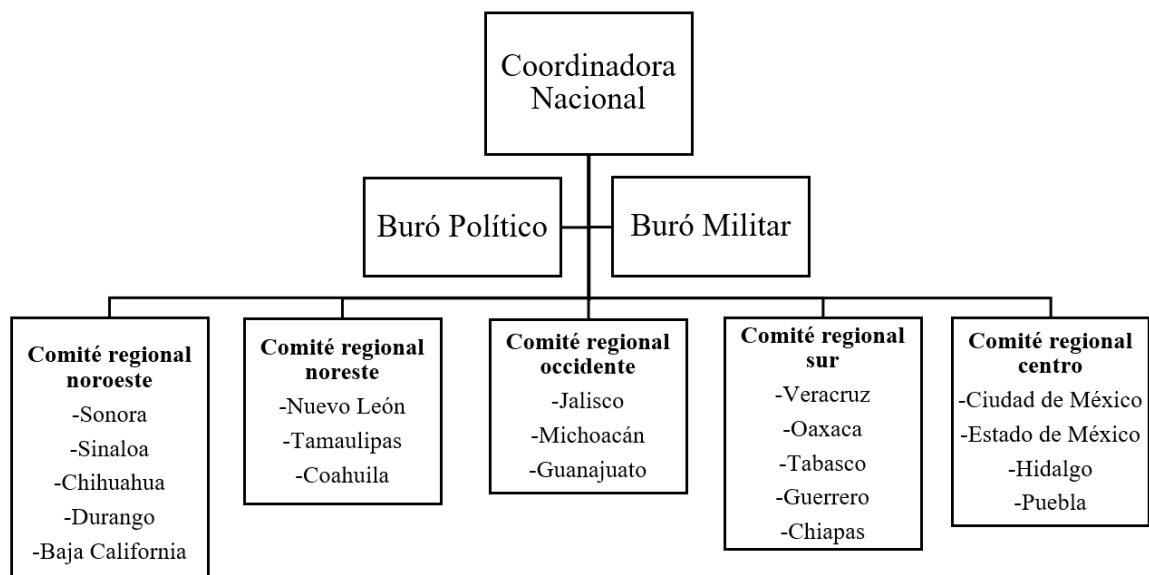 Coordinadora
Nacional
Buró Político
Buró Militar
Comité regional
noroeste
-Sonora
-Sinaloa
-Chihuahua
-Durango
-Baja California
Comité regional
noreste
-Nuevo León
-Tamaulipas
-Coahuila
Comité regional
occidente
-Jalisco
-Michoacán
-Guanajuato
Comité regional
sur
-Veracruz
-Oaxaca
-Tabasco
-Guerrero
-Chiapas
Comité regional
centro
-Ciudad de México
-Estado de México
-Hidalgo
-Puebla